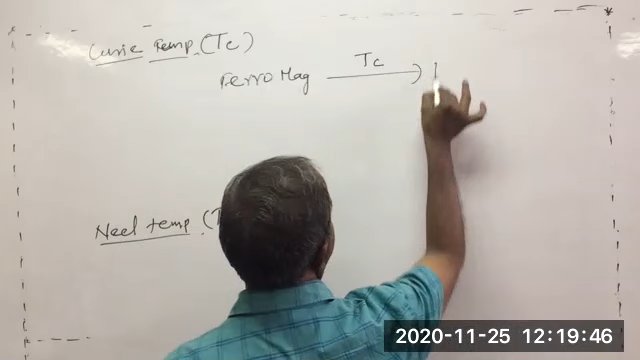 Curie Temp. (Tc)
Tc
Ferro Mag
Neel temp. (T
2020-11-25 12:19:46